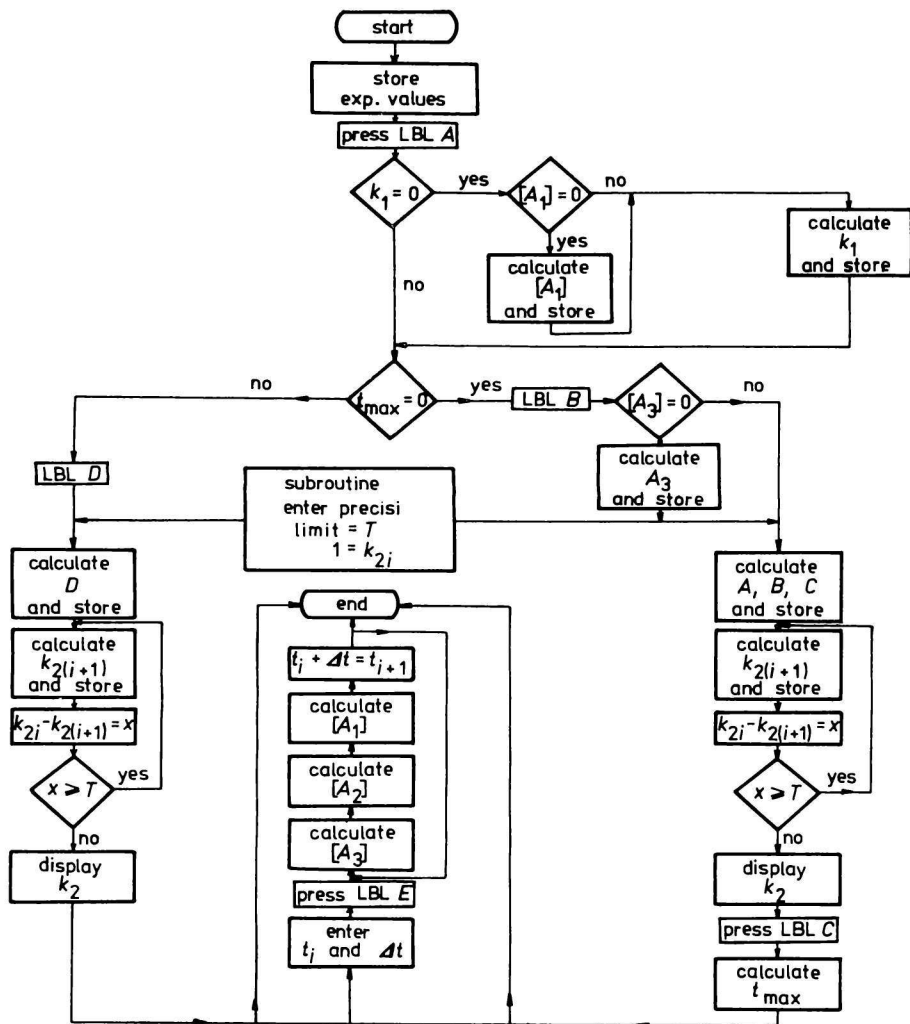 start
store
exp. values
press LBL A
k₁ = 0
yes
[A₁] = 0
no
yes
calculate
[A₁]
and store
calculate
k₁
and store
no
no
t_max = 0
yes
LBL B
[A₃] = 0
no
calculate
A₃
and store
LBL D
subroutine
enter precisi
limit = T
1 = k₂ᵢ
calculate
D
and store
calculate
k₂₍ᵢ₊₁₎
and store
k₂ᵢ-k₂₍ᵢ₊₁₎=x
x ⩾ T
yes
no
display
k₂
end
tᵢ + Δt = tᵢ₊₁
calculate
[A₁]
calculate
[A₂]
calculate
[A₃]
press LBL E
enter
tᵢ and Δt
calculate
A, B, C
and store
calculate
k₂₍ᵢ₊₁₎
and store
k₂ᵢ-k₂₍ᵢ₊₁₎=x
x ⩾ T
yes
no
display
k₂
press LBL C
calculate
t_max